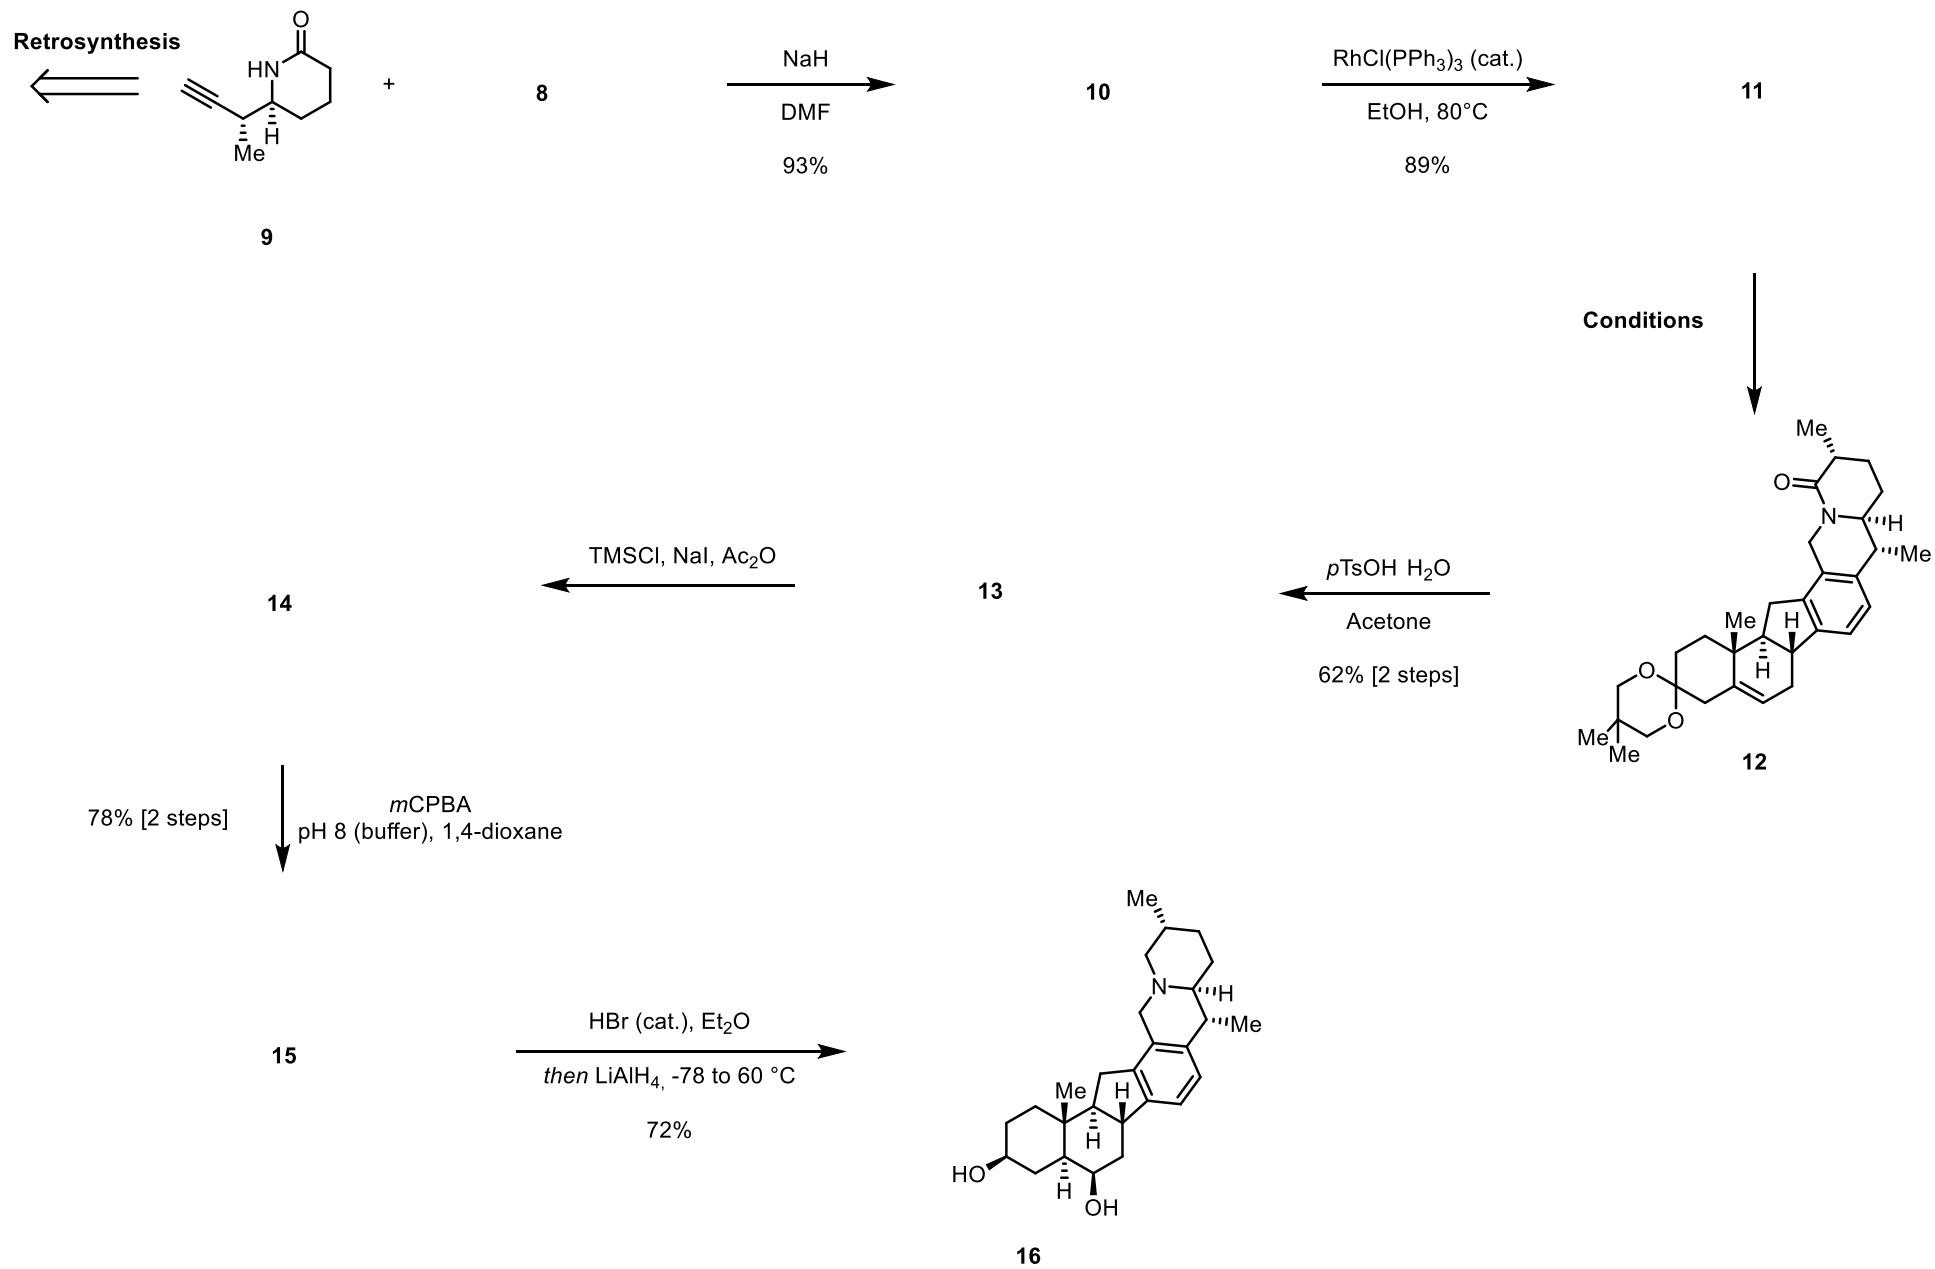 Retrosynthesis
O
HN
H
Me
9
+
8
NaH
DMF
93%
10
RhCl(PPh3)3 (cat.)
EtOH, 80°C
89%
11
Conditions
Me
O
N
H
Me
Me
H
H
O
O
Me
Me
12
pTsOH H2O
Acetone
62% [2 steps]
13
TMSCl, NaI, Ac2O
14
78% [2 steps]
mCPBA
pH 8 (buffer), 1,4-dioxane
15
HBr (cat.), Et2O
then LiAlH4, -78 to 60 °C
72%
Me
N
H
Me
Me
H
H
HO
H
OH
16